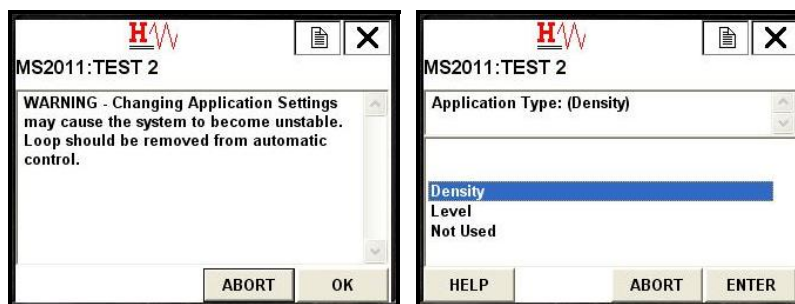 H
MS2011:TEST 2
WARNING - Changing Application Settings
may cause the system to become unstable.
Loop should be removed from automatic
control.
ABORT
OK
H
MS2011:TEST 2
Application Type: (Density)
Density
Level
Not Used
HELP
ABORT
ENTER